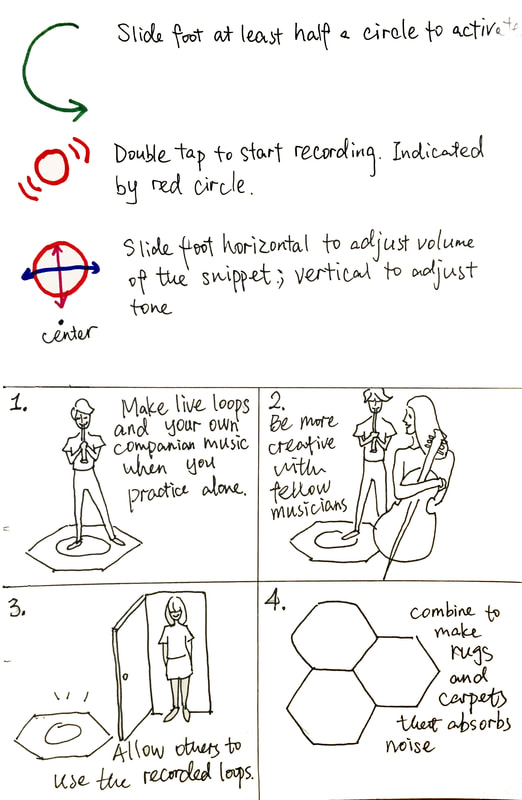 Slide foot at least half a circle to activate
Double tap to start recording. Indicated
by red circle.
Slide foot horizontal to adjust volume
of the snippet; vertical to adjust
tone
center
1.
Make live loops
and your own
companion music
when you
practice alone.
2.
Be more
creative
with
fellow
musicians
3.
Allow others to
use the recorded loops.
4.
combine to
make
rugs
and
carpets
that absorbs
noise